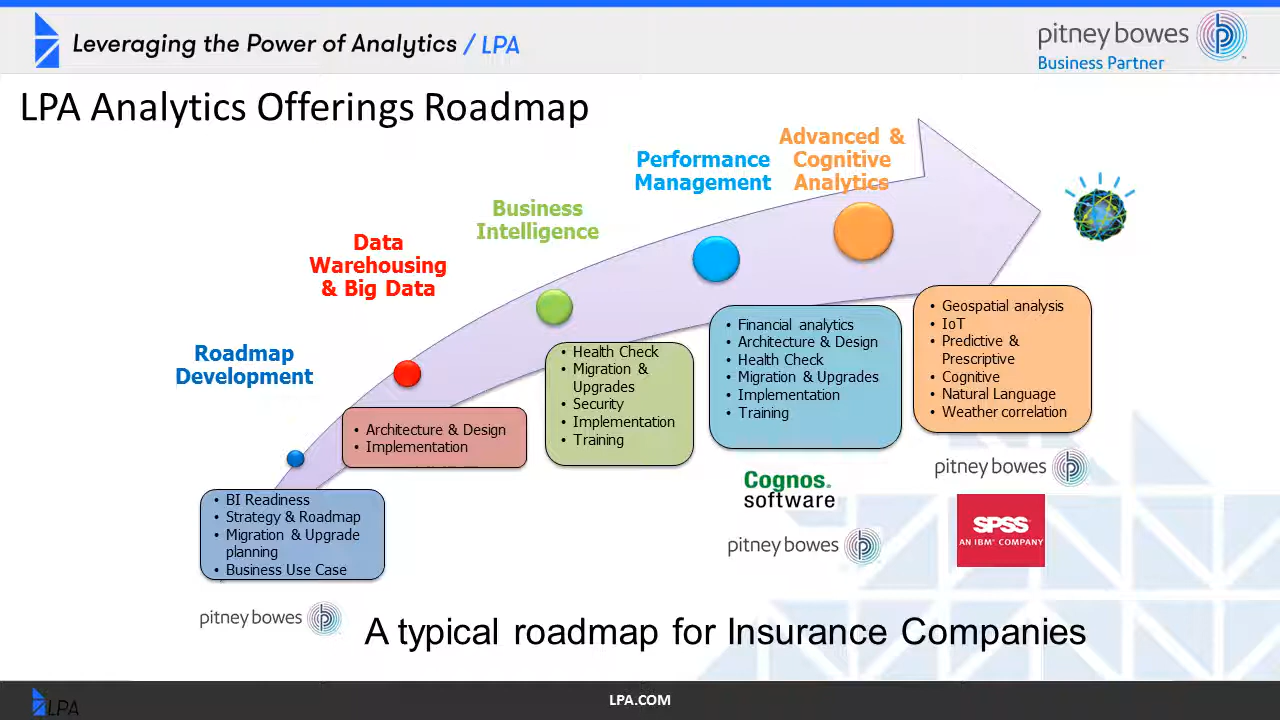 Leveraging the Power of Analytics / LPA
pitney bowes
Business Partner
LPA Analytics Offerings Roadmap
Advanced &
Cognitive
Analytics
Performance
Management
Business
Intelligence
Data
Warehousing
& Big Data
Roadmap
Development
• BI Readiness
• Strategy & Roadmap
• Migration & Upgrade
planning
• Business Use Case
• Architecture & Design
• Implementation
• Health Check
• Migration &
Upgrades
• Security
• Implementation
• Training
• Financial analytics
• Architecture & Design
• Health Check
• Migration & Upgrades
• Implementation
• Training
• Geospatial analysis
• IoT
• Predictive &
Prescriptive
• Cognitive
• Natural Language
• Weather correlation
pitney bowes
Cognos.
software
SPSS
AN IBM COMPANY
pitney bowes
pitney bowes
A typical roadmap for Insurance Companies
LPA
LPA.COM